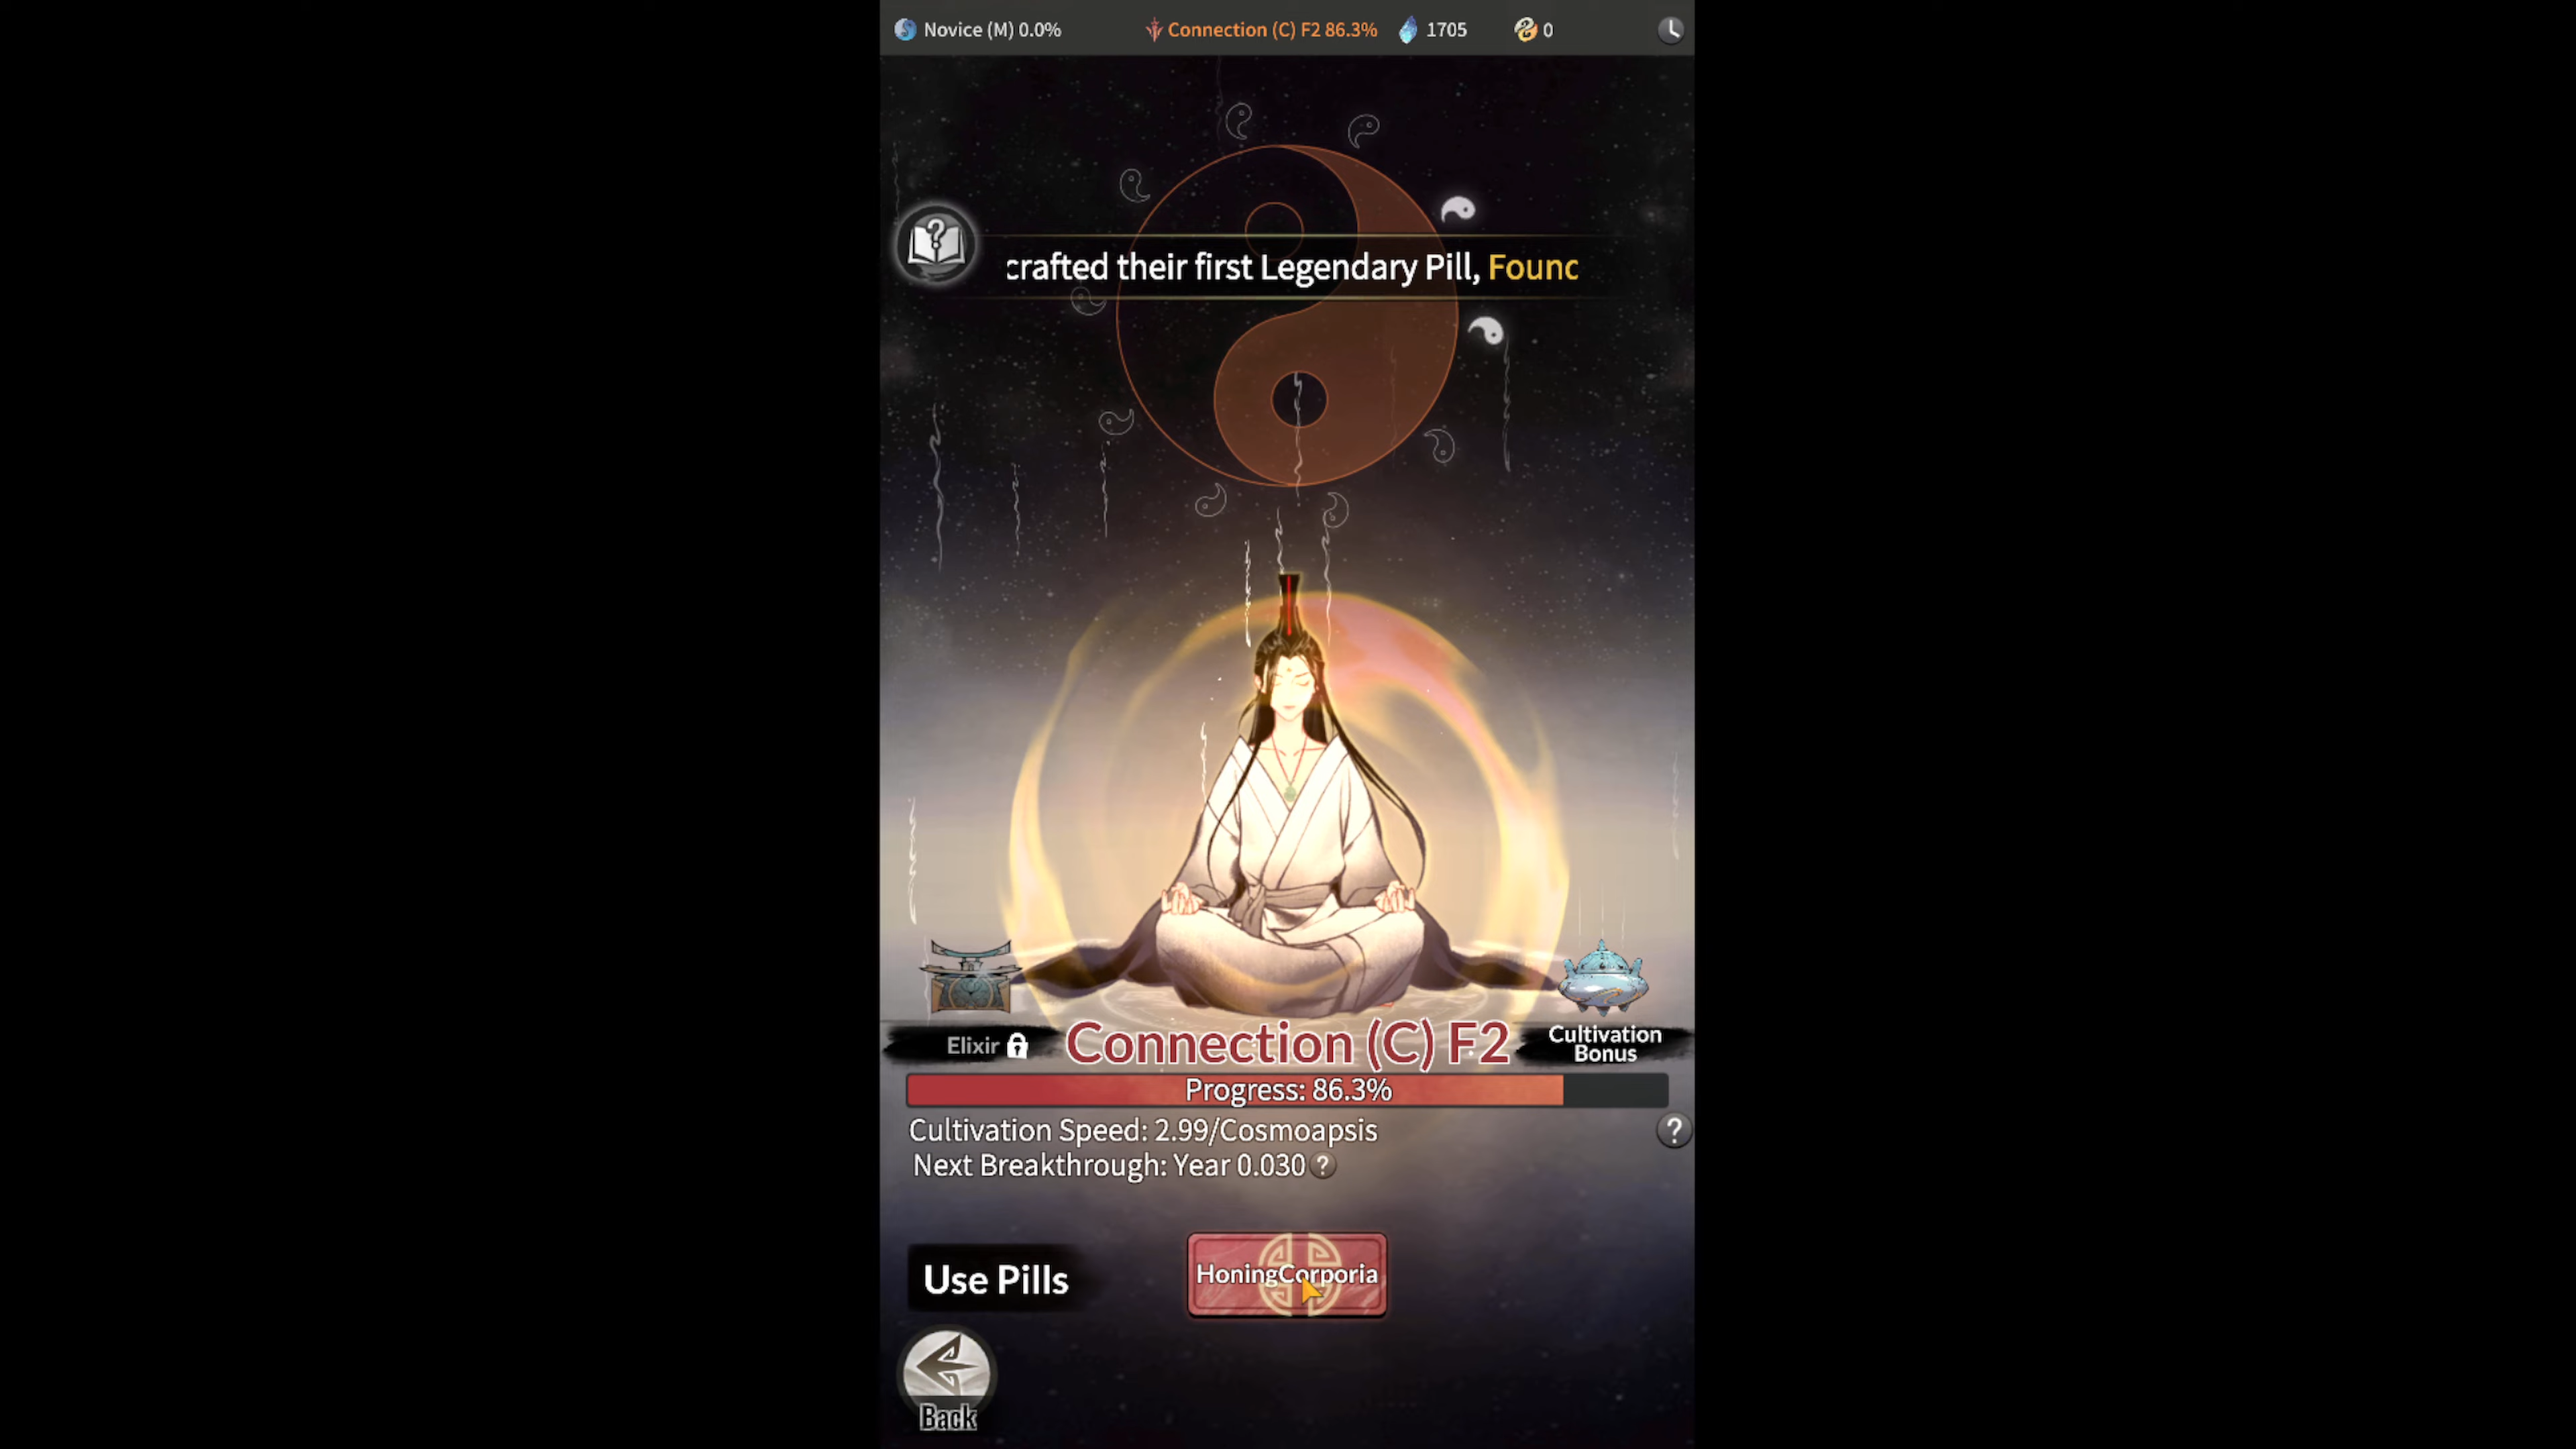 Novice (M) 0.0% Connection (C) F2 86.3% 1705 0
crafted their first Legendary Pill, Founc
Elixir
Connection (C) F2
Cultivation
Bonus
Progress: 86.3%
Cultivation Speed: 2.99/Cosmoapsis ?
Next Breakthrough: Year 0.030 ?
Use Pills
HoningCorporia
Back